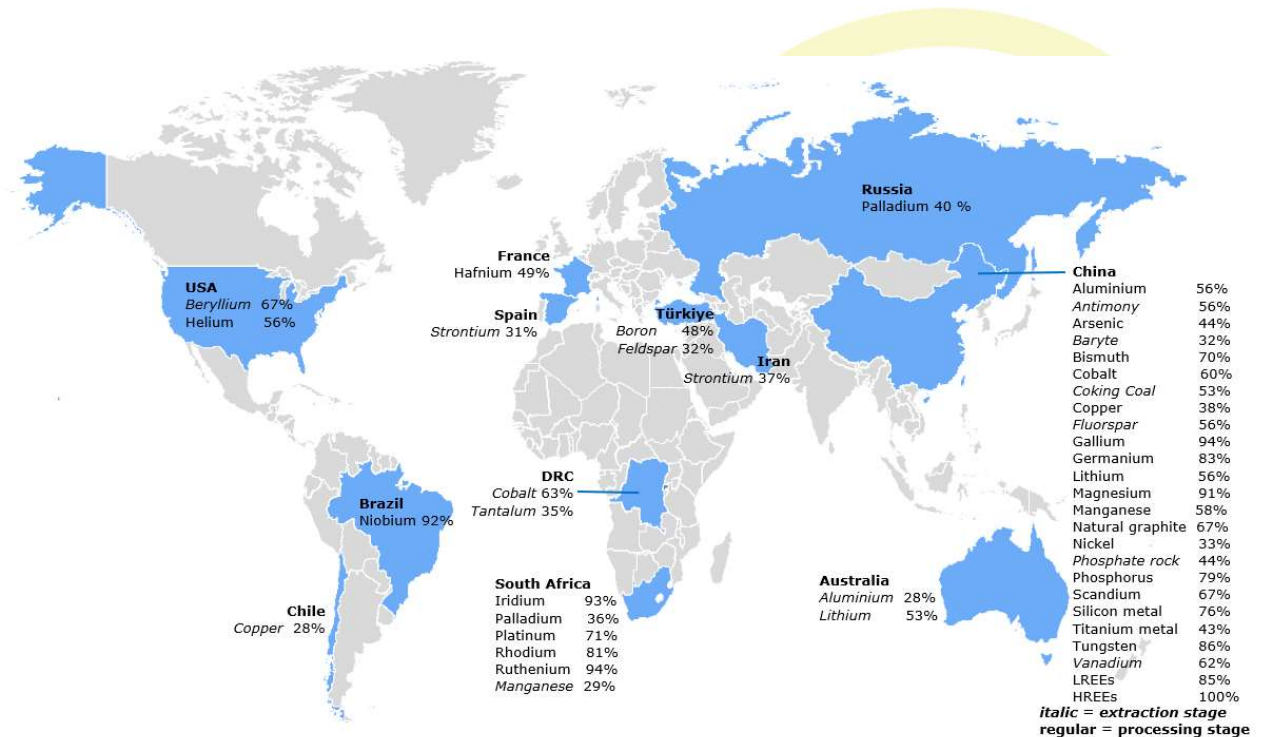 Russia
Palladium 40 %
France
Hafnium 49%
Spain
Strontium 31%
Türkiye
Boron 48%
Feldspar 32%
Iran
Strontium 37%
USA
Beryllium 67%
Helium 56%
China
Aluminium 56%
Antimony 56%
Arsenic 44%
Baryte 32%
Bismuth 70%
Cobalt 60%
Coking Coal 53%
Copper 38%
Fluorspar 56%
Gallium 94%
Germanium 83%
Lithium 56%
Magnesium 91%
Manganese 58%
Natural graphite 67%
Nickel 33%
Phosphate rock 44%
Phosphorus 79%
Scandium 67%
Silicon metal 76%
Titanium metal 43%
Tungsten 86%
Vanadium 62%
LREEs 85%
HREEs 100%
DRC
Cobalt 63%
Tantalum 35%
Brazil
Niobium 92%
Chile
Copper 28%
South Africa
Iridium 93%
Palladium 36%
Platinum 71%
Rhodium 81%
Ruthenium 94%
Manganese 29%
Australia
Aluminium 28%
Lithium 53%
italic = extraction stage
regular = processing stage